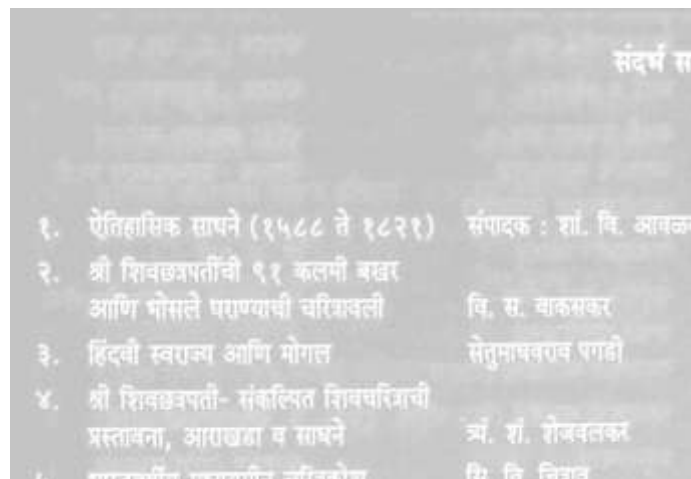 संदर्भ
१. ऐतिहासिक साधने (१५८८ ते १८२१) संपादक : शां. वि.
२. श्री शिवछत्रपतींची ९१ कलमी बखर
आणि भोसले घराण्याची चरित्रावली वि. स. वाकसकर
३. हिंदवी स्वराज्य आणि मोगल सेतुमाधवराव पगडी
४. श्री शिवछत्रपती- संकल्पित शिवचरित्राची
प्रस्तावना, आराखडा व साधने त्र्यं. शं. शेजवलकर